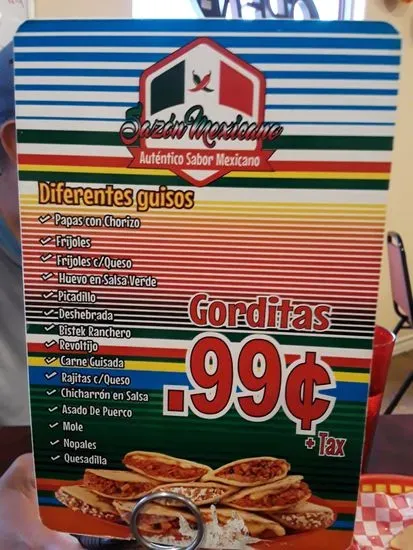 Sazón Mexicano
Auténtico Sabor Mexicano
Diferentes guisos
Papas con Chorizo
Frijoles
Frijoles c/Queso
Huevo en Salsa Verde
Picadillo
Deshebrada
Bistek Ranchero
Revoltijo
Carne Guisada
Rajitas c/Queso
Chicharrón en Salsa
Asado De Puerco
Mole
Nopales
Quesadilla
Gorditas
.99¢
+ Tax